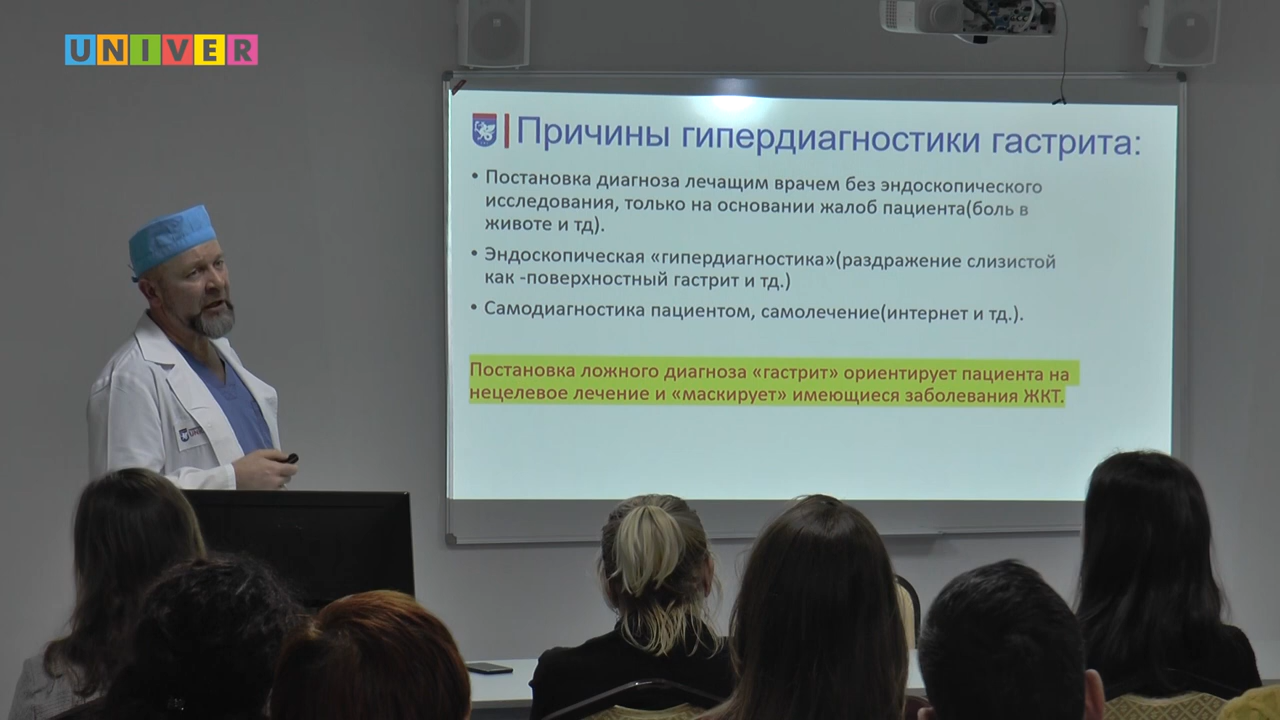 UNIVER
Причины гипердиагностики гастрита:
• Постановка диагноза лечащим врачем без эндоскопического
исследования, только на основании жалоб пациента(боль в
животе и тд).
• Эндоскопическая «гипердиагностика»(раздражение слизистой
как -поверхностный гастрит и тд.)
• Самодиагностика пациентом, самолечение(интернет и тд.).
Постановка ложного диагноза «гастрит» ориентирует пациента на
нецелевое лечение и «маскирует» имеющиеся заболевания ЖКТ.